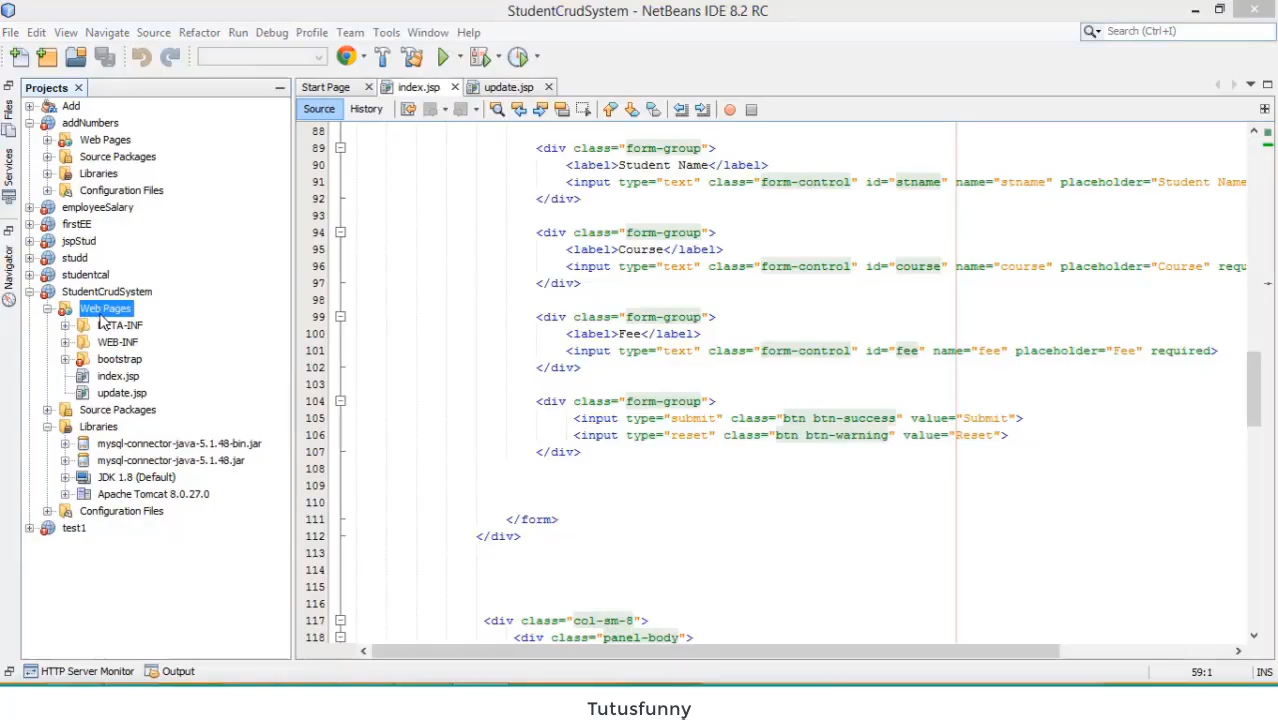 StudentCrudSystem - NetBeans IDE 8.2 RC
File Edit View Navigate Source Refactor Run Debug Profile Team Tools Window Help
Search (Ctrl+I)
Projects
Start Page
index.jsp
update.jsp
Source
History
Files
Services
Navigator
Add
addNumbers
Web Pages
Source Packages
Libraries
Configuration Files
employeeSalary
firstEE
jspStud
studd
studentcal
StudentCrudSystem
Web Pages
META-INF
WEB-INF
bootstrap
index.jsp
update.jsp
Source Packages
Libraries
mysql-connector-java-5.1.48-bin.jar
mysql-connector-java-5.1.48.jar
JDK 1.8 (Default)
Apache Tomcat 8.0.27.0
Configuration Files
test1
88
89 <div class="form-group">
90 <label>Student Name</label>
91 <input type="text" class="form-control" id="stname" name="stname" placeholder="Student Name
92 </div>
93
94 <div class="form-group">
95 <label>Course</label>
96 <input type="text" class="form-control" id="course" name="course" placeholder="Course" requ
97 </div>
98
99 <div class="form-group">
100 <label>Fee</label>
101 <input type="text" class="form-control" id="fee" name="fee" placeholder="Fee" required>
102 </div>
103
104 <div class="form-group">
105 <input type="submit" class="btn btn-success" value="Submit">
106 <input type="reset" class="btn btn-warning" value="Reset">
107 </div>
108
109
110
111 </form>
112 </div>
113
114
115
116
117 <div class="col-sm-8">
118 <div class="panel-body">
HTTP Server Monitor
Output
59:1
INS
Tutusfunny